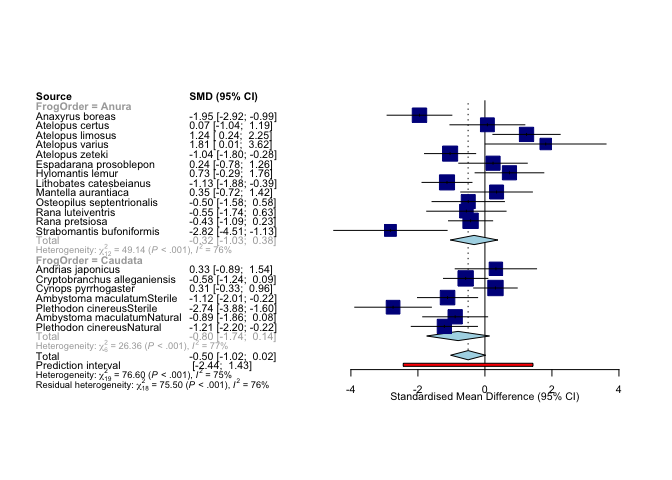 Source SMD (95% CI)
FrogOrder = Anura
Anaxyrus boreas -1.95 [-2.92; -0.99]
Atelopus certus 0.07 [-1.04; 1.19]
Atelopus limosus 1.24 [ 0.24; 2.25]
Atelopus varius 1.81 [ 0.01; 3.62]
Atelopus zeteki -1.04 [-1.80; -0.28]
Espadarana prosoblepon 0.24 [-0.78; 1.26]
Hylomantis lemur 0.73 [-0.29; 1.76]
Lithobates catesbeianus -1.13 [-1.88; -0.39]
Mantella aurantiaca 0.35 [-0.72; 1.42]
Osteopilus septentrionalis -0.50 [-1.58; 0.58]
Rana luteiventris -0.55 [-1.74; 0.63]
Rana pretsiosa -0.43 [-1.09; 0.23]
Strabomantis bufoniformis -2.82 [-4.51; -1.13]
Total -0.32 [-1.03; 0.38]
Heterogeneity: χ²₁₂ = 49.14 (P < .001), I² = 76%
FrogOrder = Caudata
Andrias japonicus 0.33 [-0.89; 1.54]
Cryptobranchus alleganiensis -0.58 [-1.24; 0.09]
Cynops pyrrhogaster 0.31 [-0.33; 0.96]
Ambystoma maculatumSterile -1.12 [-2.01; -0.22]
Plethodon cinereusSterile -2.74 [-3.88; -1.60]
Ambystoma maculatumNatural -0.89 [-1.86; 0.08]
Plethodon cinereusNatural -1.21 [-2.20; -0.22]
Total -0.80 [-1.74; 0.14]
Heterogeneity: χ²₆ = 26.36 (P < .001), I² = 77%
Total -0.50 [-1.02; 0.02]
Prediction interval [-2.44; 1.43]
Heterogeneity: χ²₁₉ = 76.60 (P < .001), I² = 75%
Residual heterogeneity: χ²₁₈ = 75.50 (P < .001), I² = 76%
-4 -2 0 2 4
Standardised Mean Difference (95% CI)